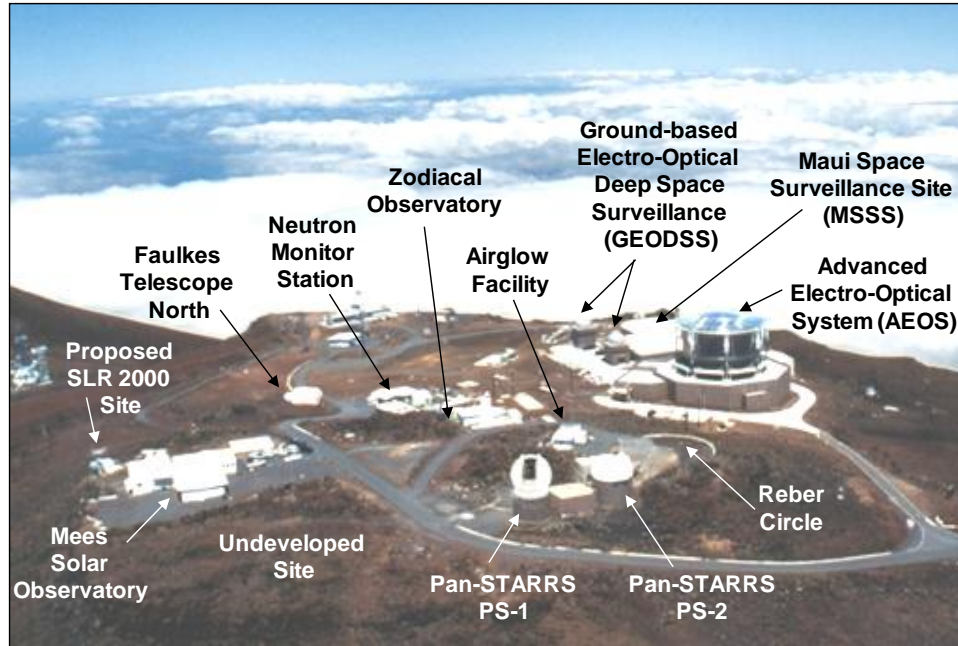 Ground-based
Electro-Optical
Deep Space
Surveillance
(GEODSS)
Maui Space
Surveillance Site
(MSSS)
Zodiacal
Observatory
Neutron
Monitor
Station
Airglow
Facility
Faulkes
Telescope
North
Advanced
Electro-Optical
System (AEOS)
Proposed
SLR 2000
Site
Reber
Circle
Mees
Solar
Observatory
Undeveloped
Site
Pan-STARRS
PS-1
Pan-STARRS
PS-2